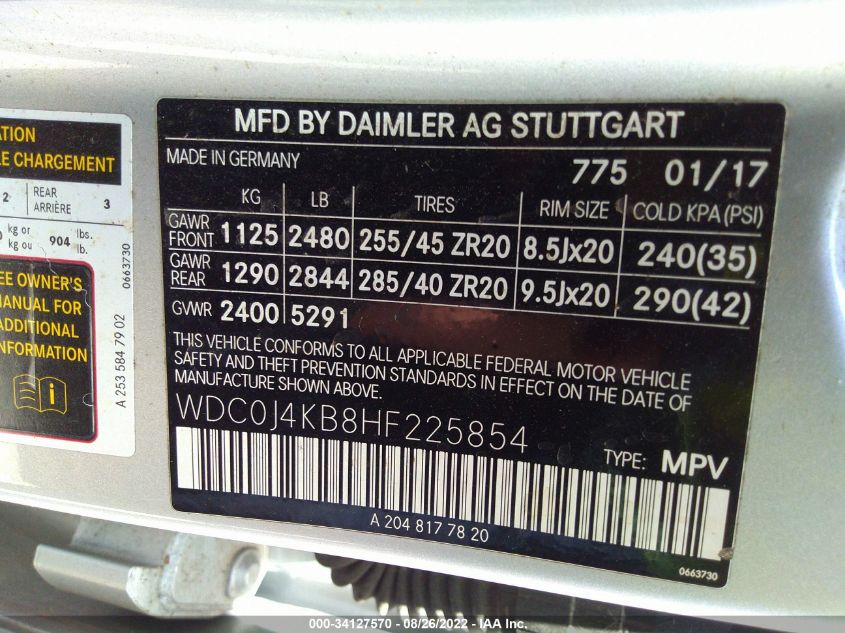 ATION
LE CHARGEMENT
2 REAR ARRIÈRE 3
kg or kg ou 904 lbs. lb.
0663730
EE OWNER'S
MANUAL FOR
ADDITIONAL
INFORMATION
A 253 584 79 02
MFD BY DAIMLER AG STUTTGART
MADE IN GERMANY 775 01/17
KG LB TIRES RIM SIZE COLD KPA (PSI)
GAWR FRONT 1125 2480 255/45 ZR20 8.5Jx20 240(35)
GAWR REAR 1290 2844 285/40 ZR20 9.5Jx20 290(42)
GVWR 2400 5291
THIS VEHICLE CONFORMS TO ALL APPLICABLE FEDERAL MOTOR VEHICLE
SAFETY AND THEFT PREVENTION STANDARDS IN EFFECT ON THE DATE OF
MANUFACTURE SHOWN ABOVE.
WDC0J4KB8HF225854
TYPE: MPV
A 204 817 78 20
0663730
000-34127570 - 08/26/2022 - IAA Inc.